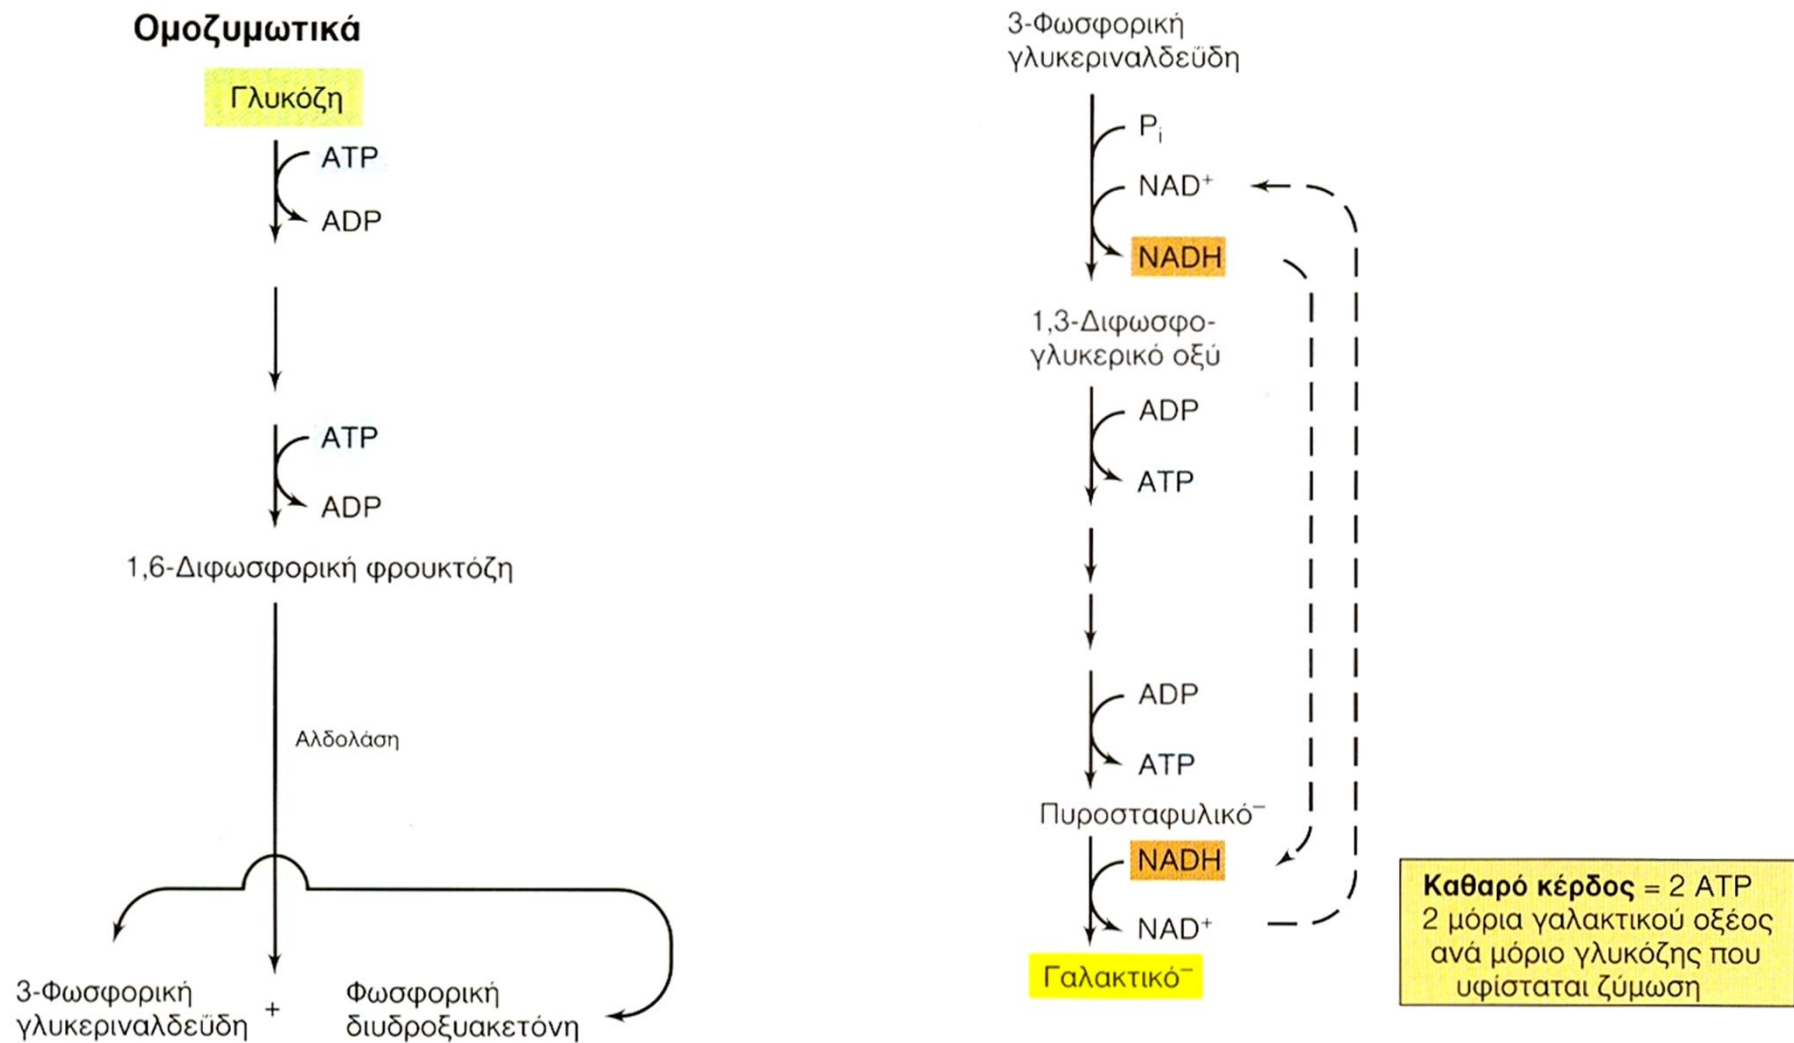 Ομοζυμωτικά
Γλυκόζη
ATP
ADP
ATP
ADP
1,6-Διφωσφορική φρουκτόζη
Αλδολάση
3-Φωσφορική
γλυκεριναλδεΰδη
+
Φωσφορική
διυδροξυακετόνη
3-Φωσφορική
γλυκεριναλδεΰδη
Pᵢ
NAD⁺
NADH
1,3-Διφωσφο-
γλυκερικό οξύ
ADP
ATP
ADP
ATP
Πυροσταφυλικό⁻
NADH
NAD⁺
Γαλακτικό⁻
Καθαρό κέρδος = 2 ATP
2 μόρια γαλακτικού οξέος
ανά μόριο γλυκόζης που
υφίσταται ζύμωση